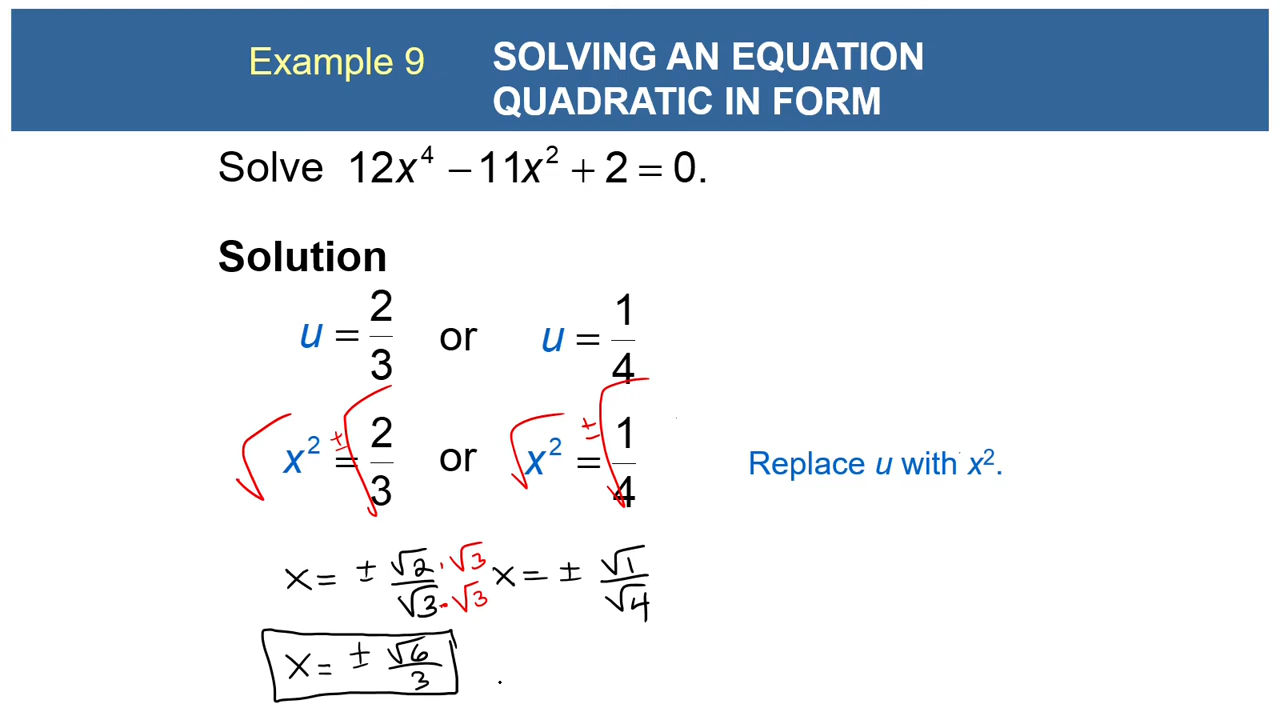 Example 9 SOLVING AN EQUATION
QUADRATIC IN FORM
Solve 12x⁴ − 11x² + 2 = 0.
Solution
u = 2/3 or u = 1/4
√x² = ±√2/3 or √x² = ±√1/4 Replace u with x².
x = ± √2/√3 · √3/√3 x = ± √1/√4
x = ± √6/3